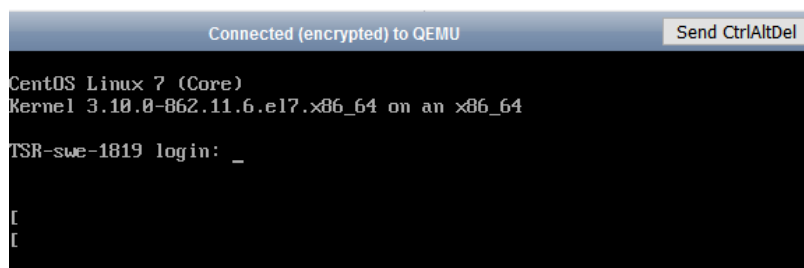 Connected (encrypted) to QEMU
Send CtrlAltDel
CentOS Linux 7 (Core)
Kernel 3.10.0-862.11.6.el7.x86_64 on an x86_64
TSR-swe-1819 login: _
[
[